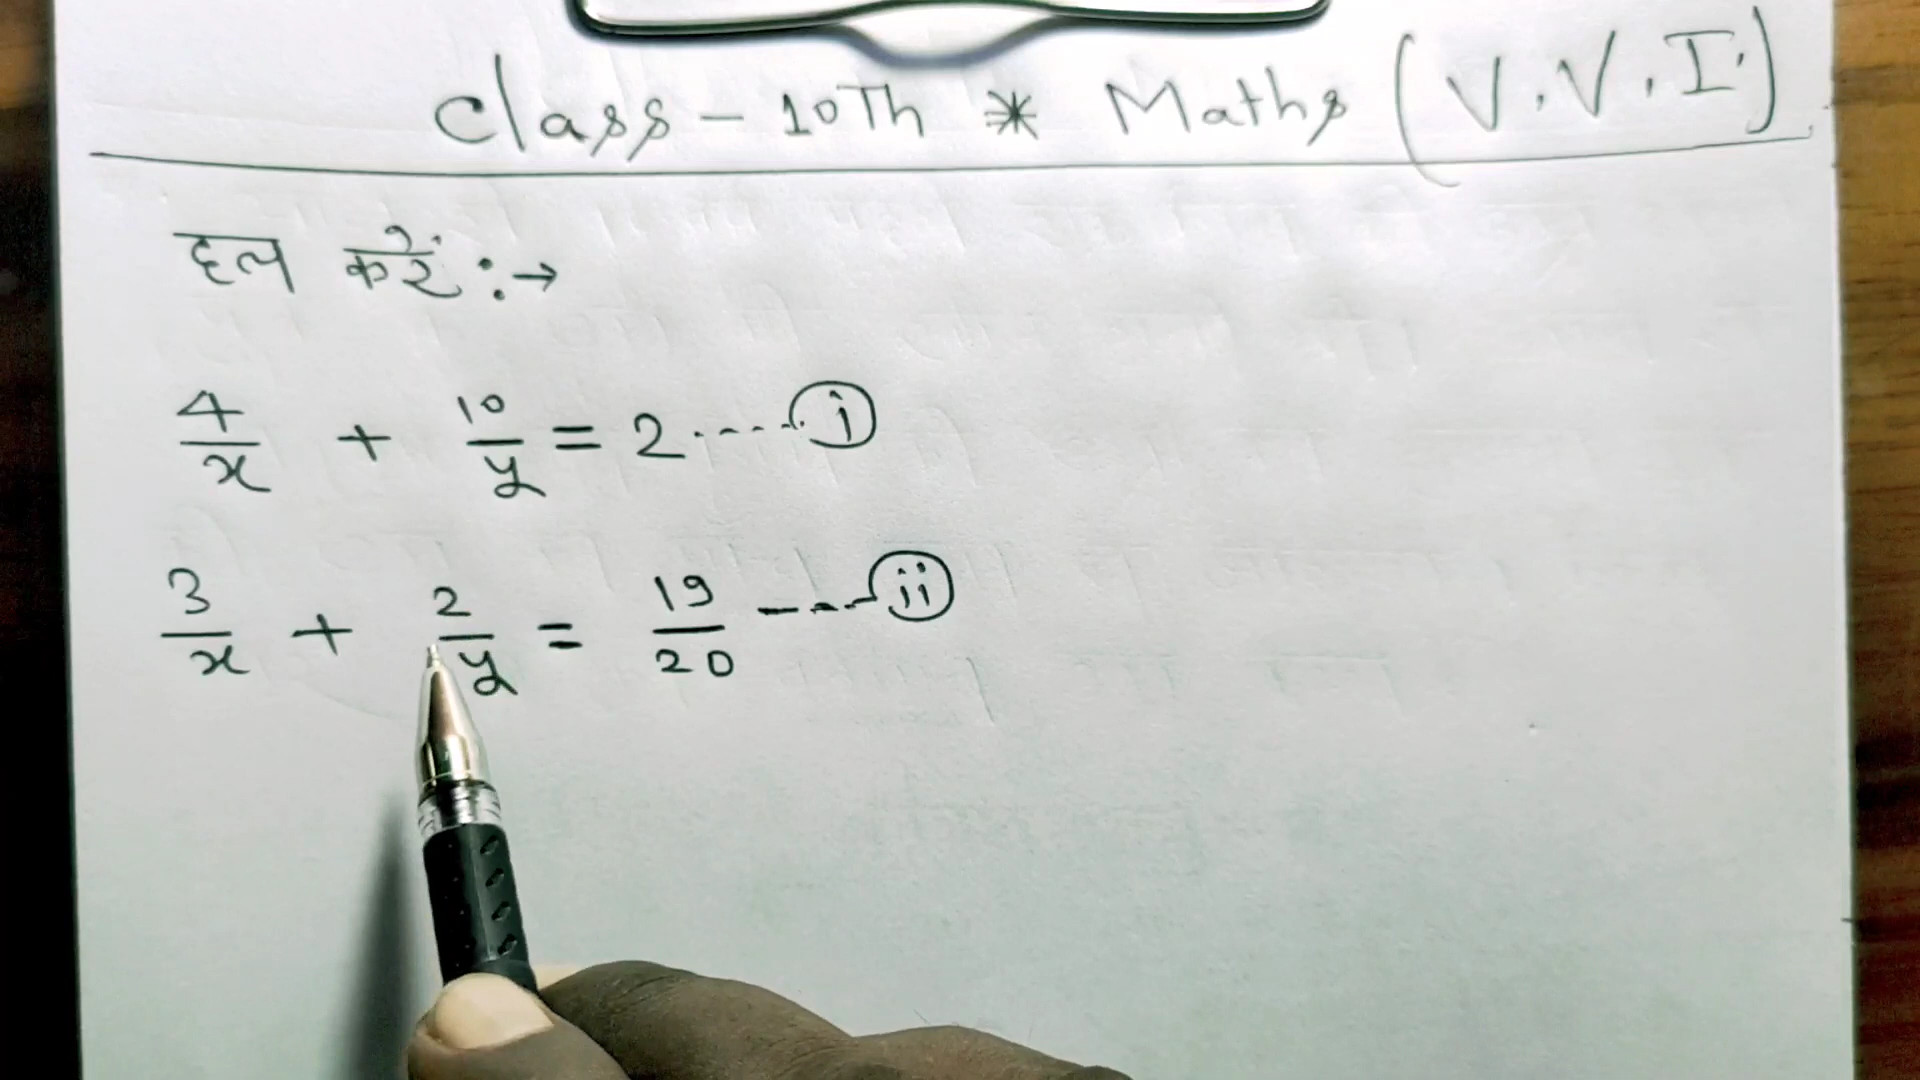 Class - 10Th * Maths (V.V.I.)
हल करें :→
4/x + 10/y = 2 ------ (i)
3/x + 2/y = 19/20 ---- (ii)